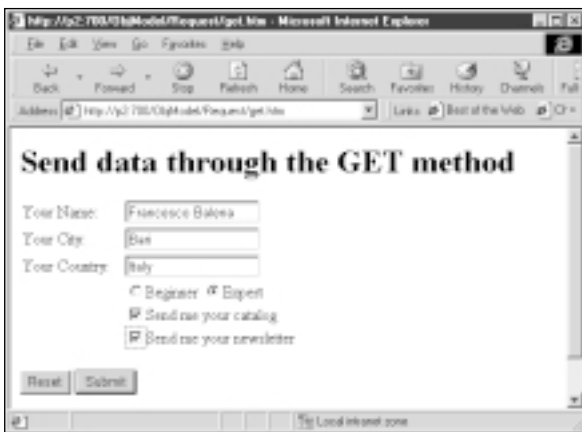 http://p2:780/ObjModel/Request/get.htm - Microsoft Internet Explorer
File Edit View Go Favorites Help
Back Forward Stop Refresh Home Search Favorites History Channels Full
Address http://p2:780/ObjModel/Request/get.htm Links Best of the Web
Send data through the GET method
Your Name: Francesco Balena
Your City: Bari
Your Country: Italy
Beginner Expert
Send me your catalog
Send me your newsletter
Reset Submit
Local intranet zone